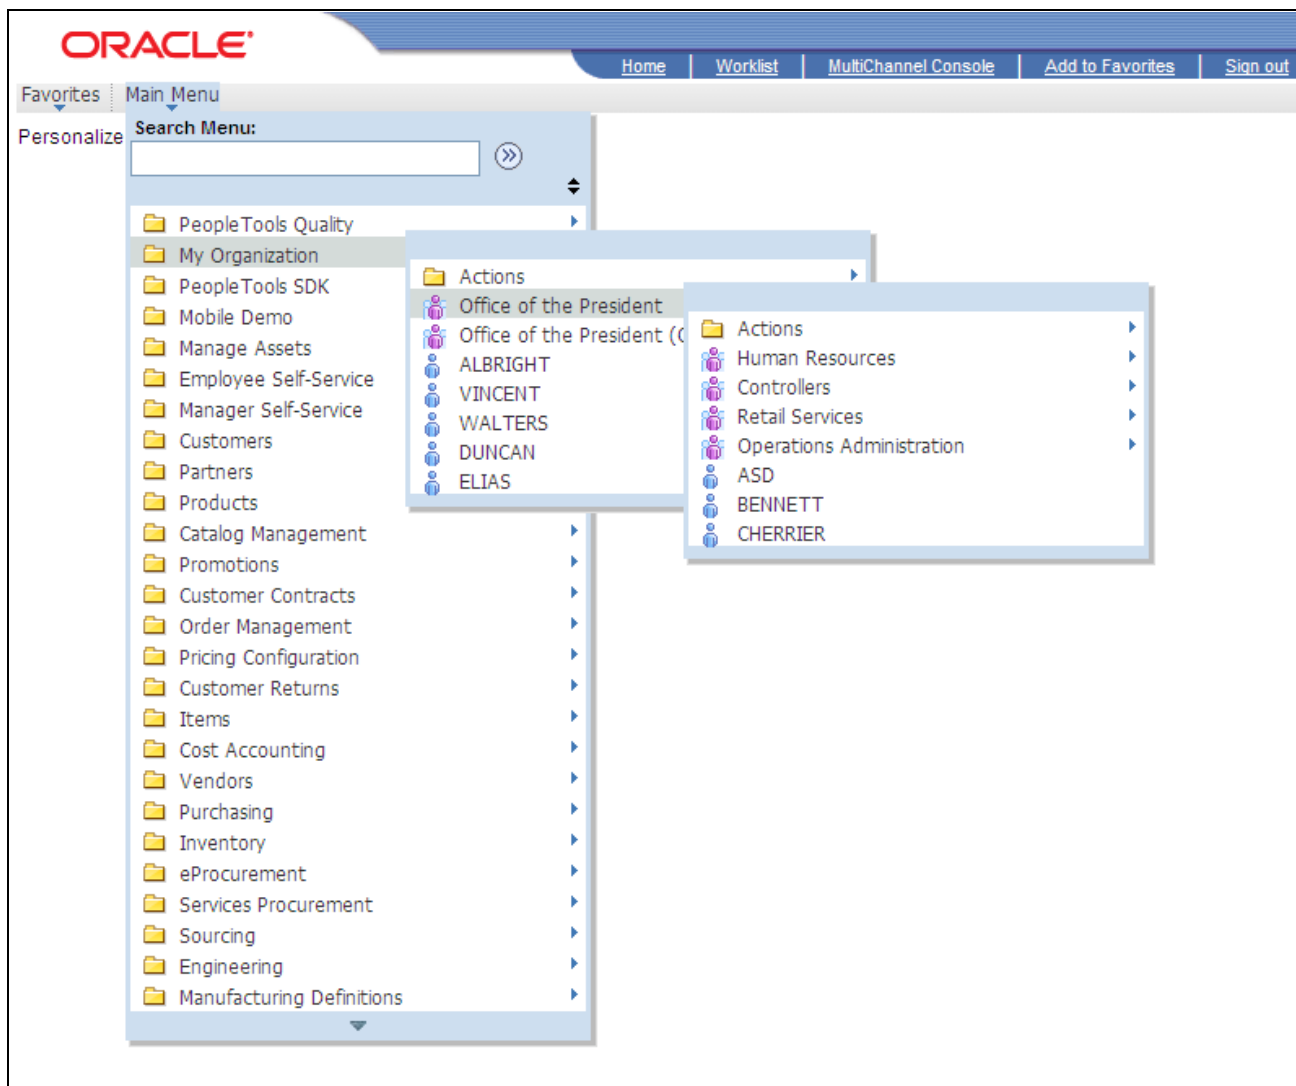 ORACLE
Home
Worklist
MultiChannel Console
Add to Favorites
Sign out
Favorites
Main Menu
Personalize
Search Menu:
PeopleTools Quality
My Organization
PeopleTools SDK
Mobile Demo
Manage Assets
Employee Self-Service
Manager Self-Service
Customers
Partners
Products
Catalog Management
Promotions
Customer Contracts
Order Management
Pricing Configuration
Customer Returns
Items
Cost Accounting
Vendors
Purchasing
Inventory
eProcurement
Services Procurement
Sourcing
Engineering
Manufacturing Definitions
Actions
Office of the President
Office of the President (
ALBRIGHT
VINCENT
WALTERS
DUNCAN
ELIAS
Actions
Human Resources
Controllers
Retail Services
Operations Administration
ASD
BENNETT
CHERRIER